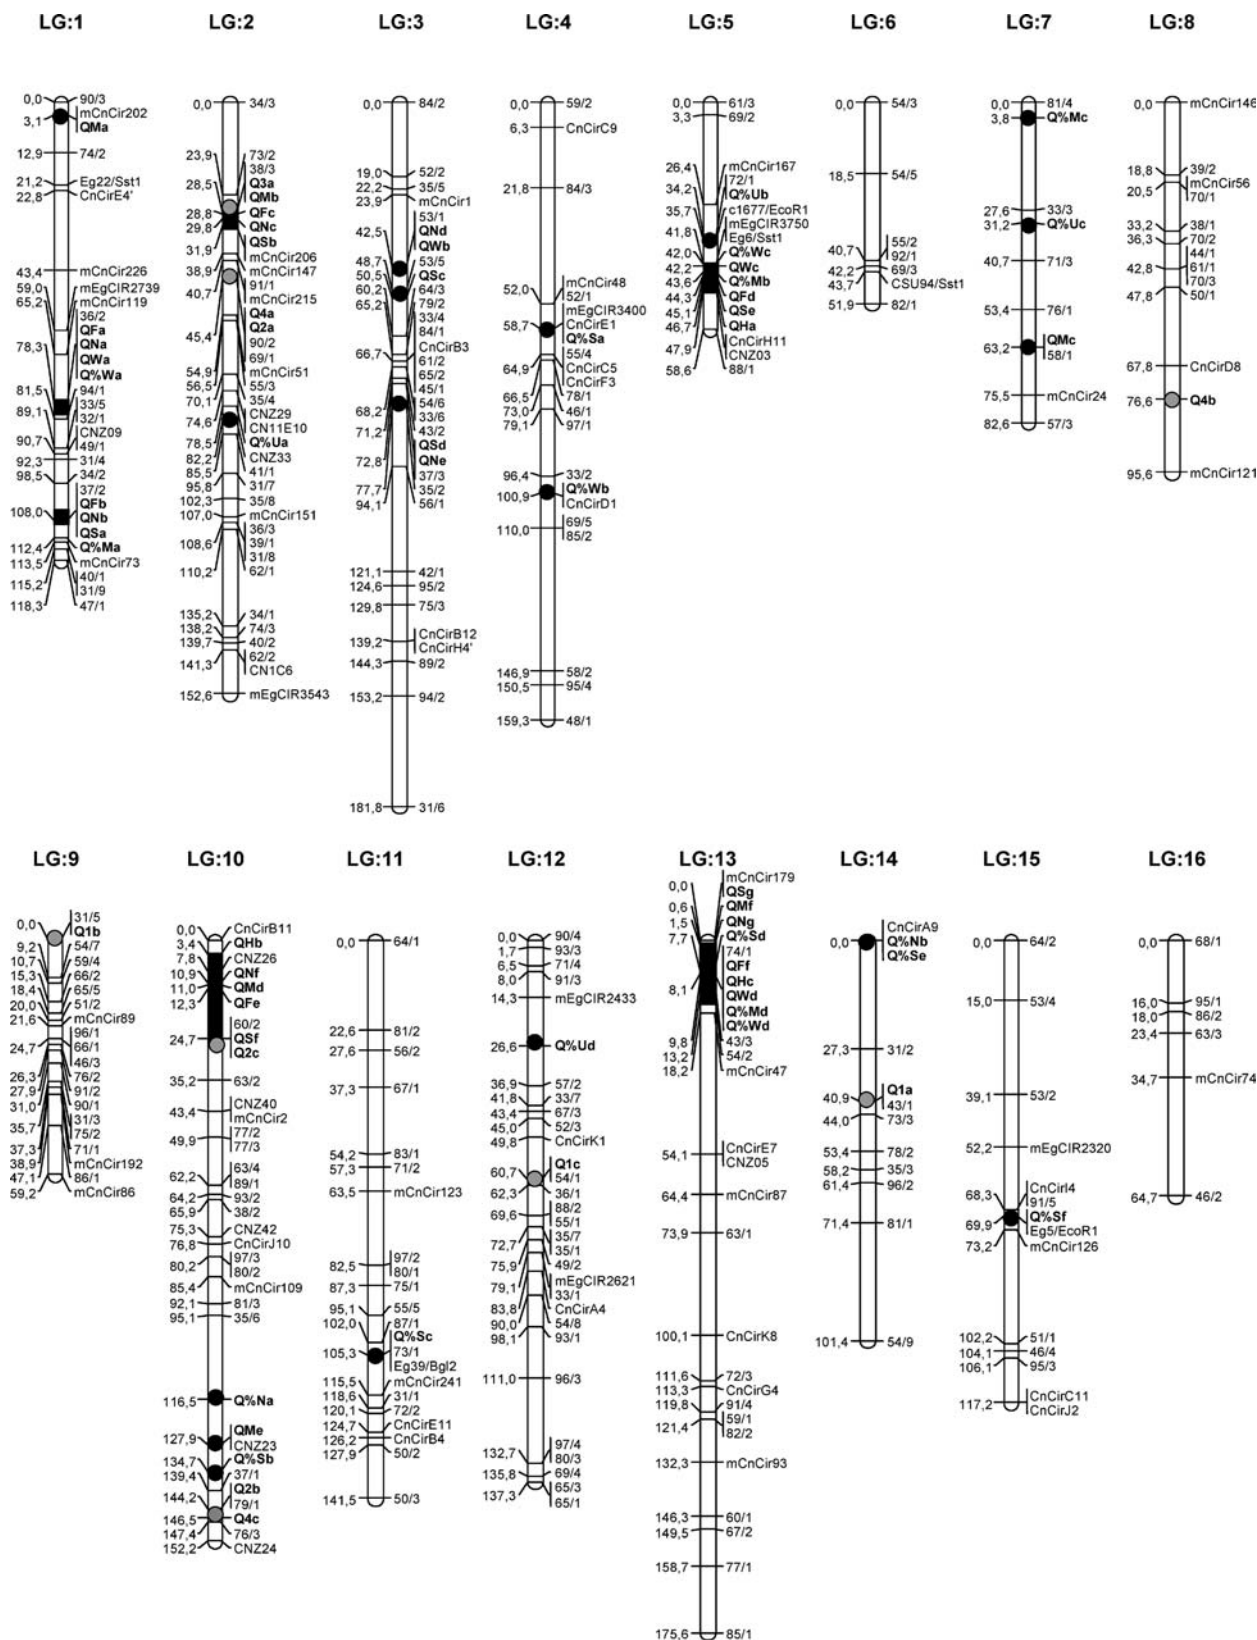 LG:1 LG:2 LG:3 LG:4 LG:5 LG:6 LG:7 LG:8
0,0 90/3
3,1 mCnCir202
QMa
12,9 74/2
21,2 Eg22/Sst1
22,8 CnCirE4'
43,4 mCnCir226
59,0 mEgCIR2739
65,2 mCnCir119
36/2
QFa
78,3 QNa
QWa
Q%Wa
81,5 94/1
89,1 33/5
32/1
90,7 CNZ09
49/1
92,3 31/4
98,5 34/2
37/2
108,0 QFb
QNb
QSa
112,4 Q%Ma
113,5 mCnCir73
115,2 40/1
31/9
118,3 47/1
0,0 34/3
23,9 73/2
38/3
28,5 Q3a
QMb
28,8 QFc
29,8 QNc
31,9 QSb
mCnCir206
38,9 mCnCir147
40,7 91/1
mCnCir215
Q4a
45,4 Q2a
90/2
69/1
54,9 mCnCir51
56,5 55/3
70,1 35/4
74,6 CNZ29
CN11E10
78,5 Q%Ua
82,2 CNZ33
85,5 41/1
95,8 31/7
102,3 35/8
107,0 mCnCir151
108,6 36/3
39/1
31/8
110,2 62/1
135,2 34/1
138,2 74/3
139,7 40/2
141,3 62/2
CN1C6
152,6 mEgCIR3543
0,0 84/2
19,0 52/2
22,2 35/5
23,9 mCnCir1
53/1
42,5 QNd
QWb
48,7 53/5
50,5 QSc
60,2 64/3
65,2 79/2
33/4
84/1
66,7 CnCirB3
61/2
65/2
45/1
68,2 54/6
33/6
71,2 43/2
QSd
72,8 QNe
37/3
77,7 35/2
94,1 56/1
121,1 42/1
124,6 95/2
129,8 75/3
139,2 CnCirB12
CnCirH4'
144,3 89/2
153,2 94/2
181,8 31/6
0,0 59/2
6,3 CnCirC9
21,8 84/3
52,0 mCnCir48
52/1
mEgCIR3400
58,7 CnCirE1
Q%Sa
55/4
64,9 CnCirC5
CnCirF3
66,5 78/1
73,0 46/1
79,1 97/1
96,4 33/2
100,9 Q%Wb
CnCirD1
110,0 69/5
85/2
146,9 58/2
150,5 95/4
159,3 48/1
0,0 61/3
3,3 69/2
26,4 mCnCir167
34,2 72/1
Q%Ub
35,7 c1677/EcoR1
41,8 mEgCIR3750
Eg6/Sst1
42,0 Q%Wc
42,2 QWc
43,6 Q%Mb
44,3 QFd
45,1 QSe
46,7 QHa
47,9 CnCirH11
CNZ03
58,6 88/1
0,0 54/3
18,5 54/5
40,7 55/2
92/1
42,2 69/3
43,7 CSU94/Sst1
51,9 82/1
0,0 81/4
3,8 Q%Mc
27,6 33/3
31,2 Q%Uc
40,7 71/3
53,4 76/1
63,2 QMc
58/1
75,5 mCnCir24
82,6 57/3
0,0 mCnCir146
18,8 39/2
20,5 mCnCir56
70/1
33,2 38/1
36,3 70/2
42,8 44/1
61/1
70/3
47,8 50/1
67,8 CnCirD8
76,6 Q4b
95,6 mCnCir121
LG:9 LG:10 LG:11 LG:12 LG:13 LG:14 LG:15 LG:16
0,0 31/5
Q1b
9,2 54/7
10,7 59/4
15,3 66/2
18,4 65/5
20,0 51/2
21,6 mCnCir89
96/1
24,7 66/1
46/3
26,3 76/2
27,9 91/2
31,0 90/1
31/3
35,7 75/2
37,3 71/1
38,9 mCnCir192
47,1 86/1
59,2 mCnCir86
0,0 CnCirB11
3,4 QHb
7,8 CNZ26
10,9 QNf
11,0 QMd
12,3 QFe
60/2
24,7 QSf
Q2c
35,2 63/2
43,4 CNZ40
mCnCir2
49,9 77/2
77/3
62,2 63/4
89/1
64,2 93/2
65,9 38/2
75,3 CNZ42
76,8 CnCirJ10
80,2 97/3
80/2
85,4 mCnCir109
92,1 81/3
95,1 35/6
116,5 Q%Na
127,9 QMe
CNZ23
134,7 Q%Sb
139,4 37/1
144,2 Q2b
79/1
146,5 Q4c
147,4 76/3
152,2 CNZ24
0,0 64/1
22,6 81/2
27,6 56/2
37,3 67/1
54,2 83/1
57,3 71/2
63,5 mCnCir123
82,5 97/2
80/1
87,3 75/1
95,1 55/5
102,0 87/1
Q%Sc
105,3 73/1
Eg39/Bgl2
115,5 mCnCir241
118,6 31/1
120,1 72/2
124,7 CnCirE11
126,2 CnCirB4
127,9 50/2
141,5 50/3
0,0 90/4
1,7 93/3
6,5 71/4
8,0 91/3
14,3 mEgCIR2433
26,6 Q%Ud
36,9 57/2
41,8 33/7
43,4 67/3
45,0 52/3
49,8 CnCirK1
60,7 Q1c
54/1
62,3 36/1
69,6 88/2
55/1
72,7 35/7
35/1
75,9 49/2
79,1 mEgCIR2621
33/1
83,8 CnCirA4
90,0 54/8
98,1 93/1
111,0 96/3
132,7 97/4
80/3
135,8 69/4
137,3 65/3
65/1
0,0 mCnCir179
QSg
0,6 QMf
1,5 QNg
7,7 Q%Sd
74/1
QFf
8,1 QHc
QWd
Q%Md
Q%Wd
9,8 43/3
13,2 54/2
18,2 mCnCir47
54,1 CnCirE7
CNZ05
64,4 mCnCir87
73,9 63/1
100,1 CnCirK8
111,6 72/3
113,3 CnCirG4
119,8 91/4
121,4 59/1
82/2
132,3 mCnCir93
146,3 60/1
149,5 67/2
158,7 77/1
175,6 85/1
CnCirA9
0,0 Q%Nb
Q%Se
27,3 31/2
40,9 Q1a
43/1
44,0 73/3
53,4 78/2
58,2 35/3
61,4 96/2
71,4 81/1
101,4 54/9
0,0 64/2
15,0 53/4
39,1 53/2
52,2 mEgCIR2320
68,3 CnCirI4
91/5
69,9 Q%Sf
Eg5/EcoR1
73,2 mCnCir126
102,2 51/1
104,1 46/4
106,1 95/3
117,2 CnCirC11
CnCirJ2
0,0 68/1
16,0 95/1
18,0 86/2
23,4 63/3
34,7 mCnCir74
64,7 46/2